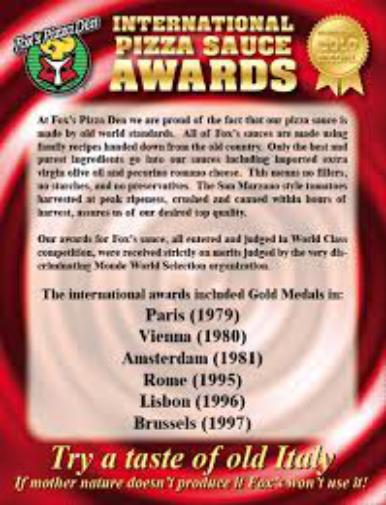 Fox's Pizza Den
INTERNATIONAL
PIZZA SAUCE
AWARDS
GOLD
At Fox's Pizza Den we are proud of the fact that our pizza sauce is
made by old world standards. All of Fox's sauces are made using
family recipes handed down from the old country. Only the best and
purest ingredients go into our sauces including imported extra
virgin olive oil and pecorino romano cheese. This means no fillers,
no starches, and no preservatives. The San Marzano style tomatoes
harvested at peak ripeness, crushed and canned within hours of
harvest, assures us of our desired top quality.
Our awards for Fox's sauce, all entered and judged in World Class
competition, were received strictly on merits judged by the very dis-
criminating Monde World Selection organization.
The international awards included Gold Medals in:
Paris (1979)
Vienna (1980)
Amsterdam (1981)
Rome (1995)
Lisbon (1996)
Brussels (1997)
Try a taste of old Italy
If mother nature doesn't produce it Fox's won't use it!